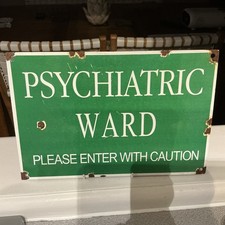 PSYCHIATRIC
WARD
PLEASE ENTER WITH CAUTION